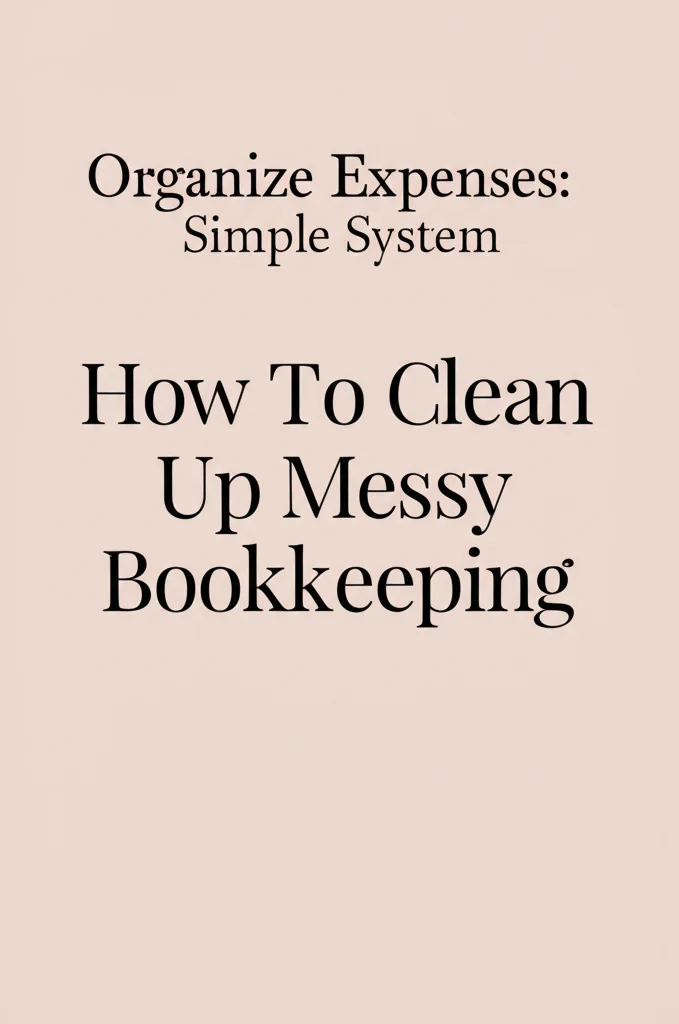 Organize Expenses:
Simple System
How To Clean
Up Messy
Bookkeeping